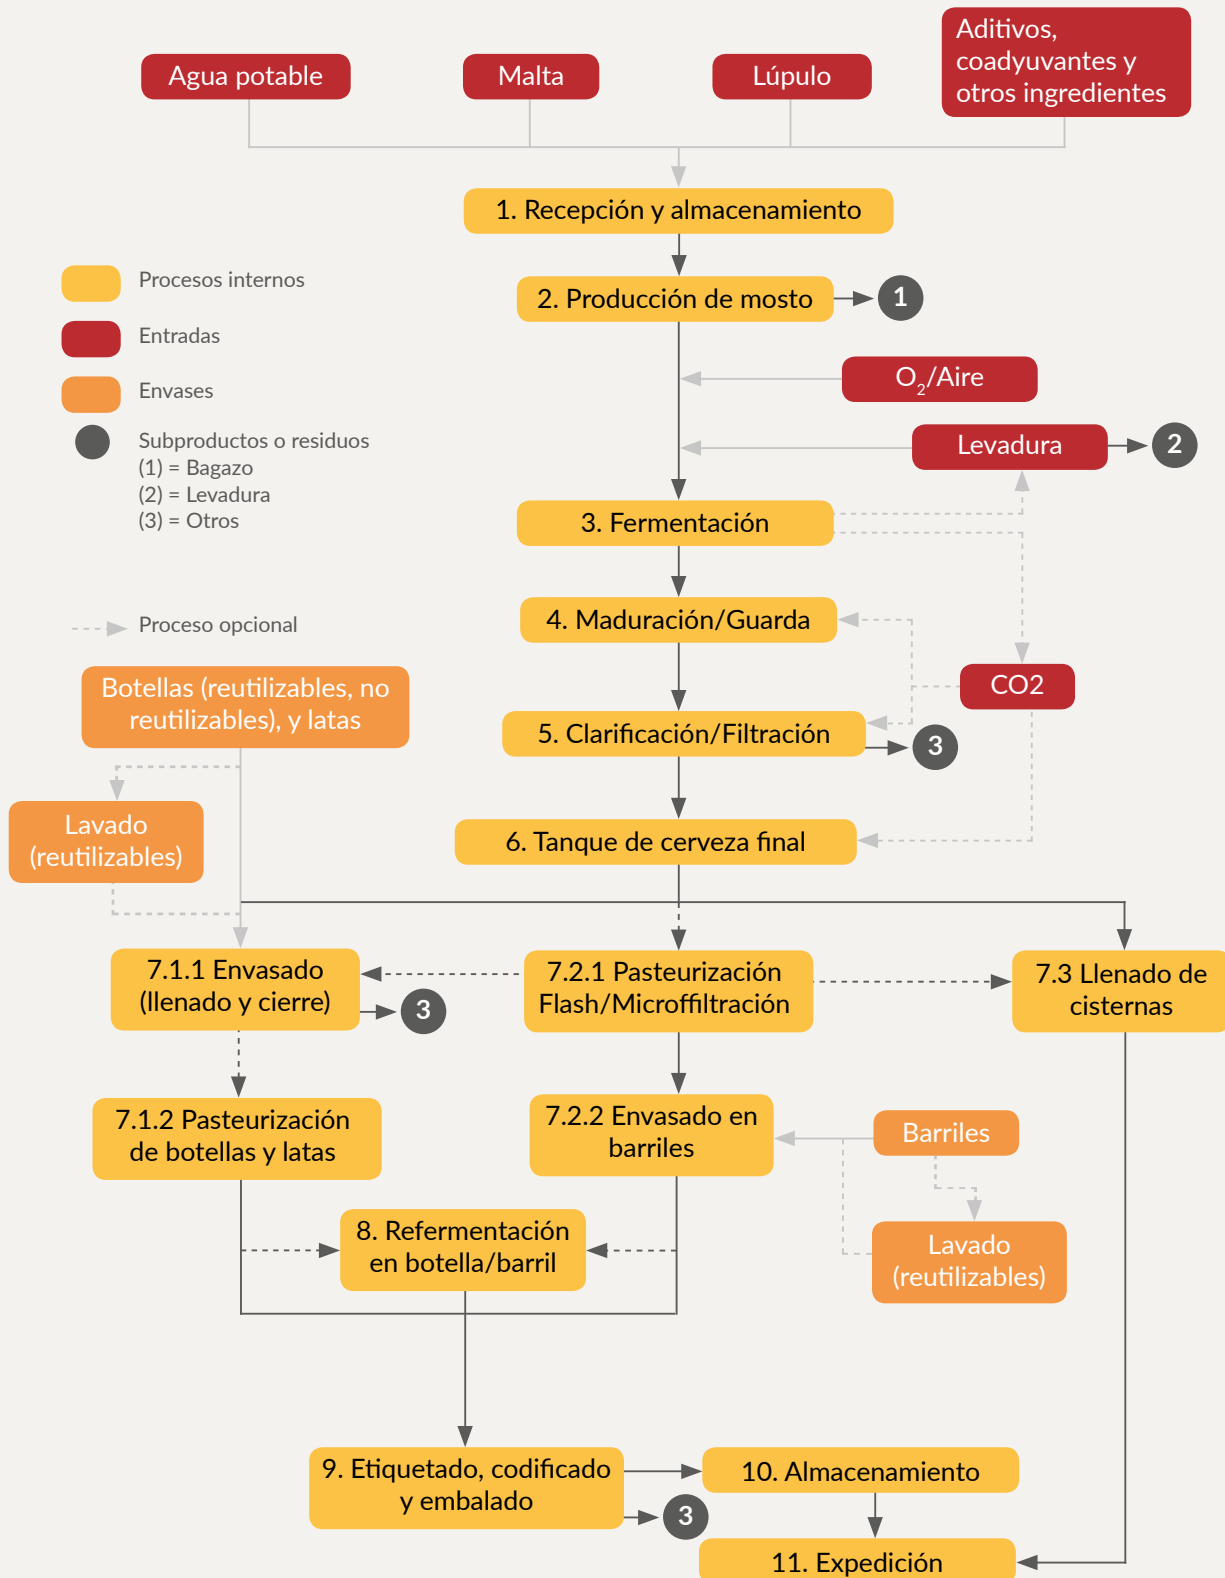 Agua potable
Malta
Lúpulo
Aditivos,
coadyuvantes y
otros ingredientes
1. Recepción y almacenamiento
Procesos internos
2. Producción de mosto
1
Entradas
O2/Aire
Envases
Subproductos o residuos
(1) = Bagazo
(2) = Levadura
(3) = Otros
Levadura
2
3. Fermentación
4. Maduración/Guarda
Proceso opcional
Botellas (reutilizables, no
reutilizables), y latas
CO2
5. Clarificación/Filtración
3
Lavado
(reutilizables)
6. Tanque de cerveza final
7.1.1 Envasado
(llenado y cierre)
3
7.2.1 Pasteurización
Flash/Microffiltración
7.3 Llenado de
cisternas
7.1.2 Pasteurización
de botellas y latas
7.2.2 Envasado en
barriles
Barriles
8. Refermentación
en botella/barril
Lavado
(reutilizables)
9. Etiquetado, codificado
y embalado
3
10. Almacenamiento
11. Expedición